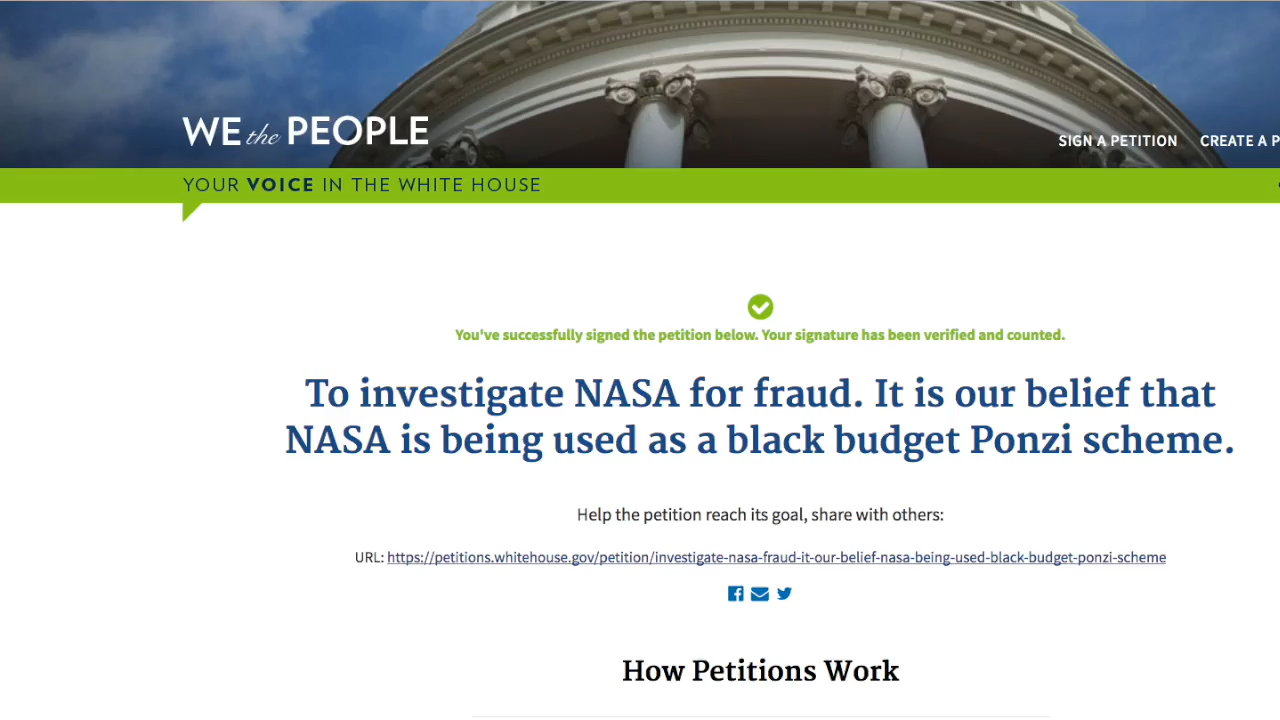 WE the PEOPLE
SIGN A PETITION CREATE A P
YOUR VOICE IN THE WHITE HOUSE
You've successfully signed the petition below. Your signature has been verified and counted.
To investigate NASA for fraud. It is our belief that
NASA is being used as a black budget Ponzi scheme.
Help the petition reach its goal, share with others:
URL: https://petitions.whitehouse.gov/petition/investigate-nasa-fraud-it-our-belief-nasa-being-used-black-budget-ponzi-scheme
How Petitions Work